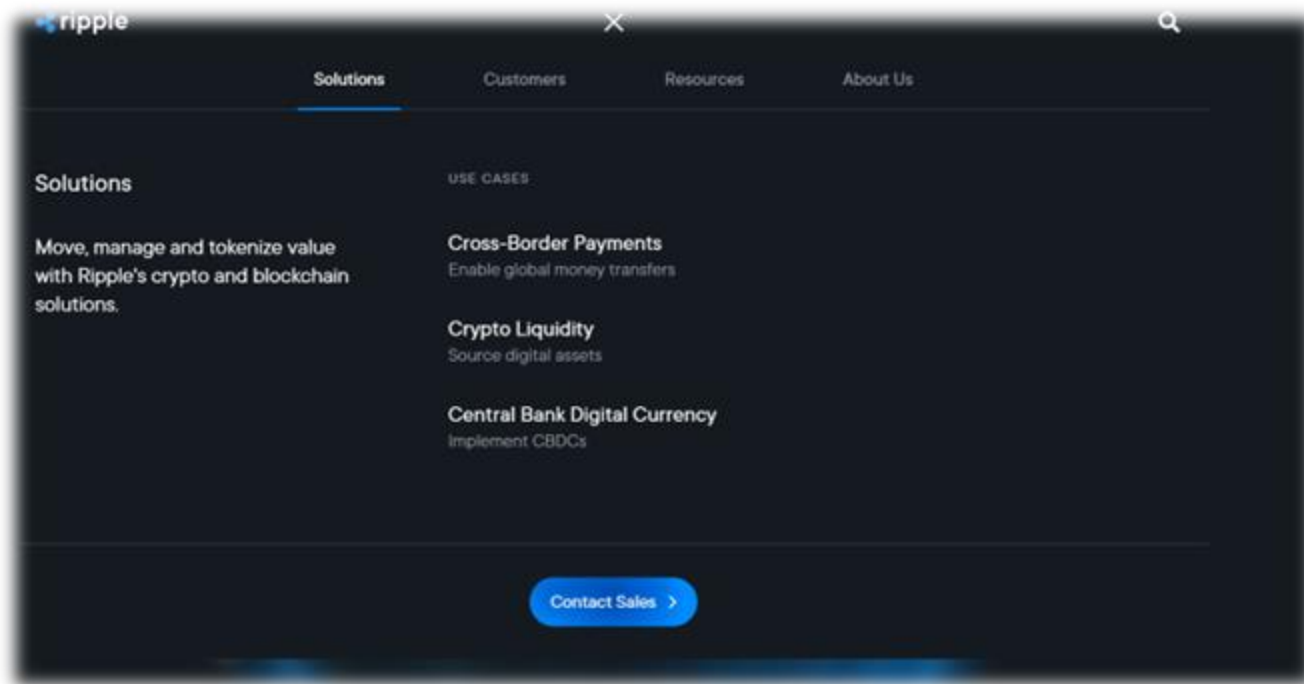 ripple
Solutions
Customers
Resources
About Us
Solutions
Move, manage and tokenize value
with Ripple's crypto and blockchain
solutions.
USE CASES
Cross-Border Payments
Enable global money transfers
Crypto Liquidity
Source digital assets
Central Bank Digital Currency
Implement CBDCs
Contact Sales